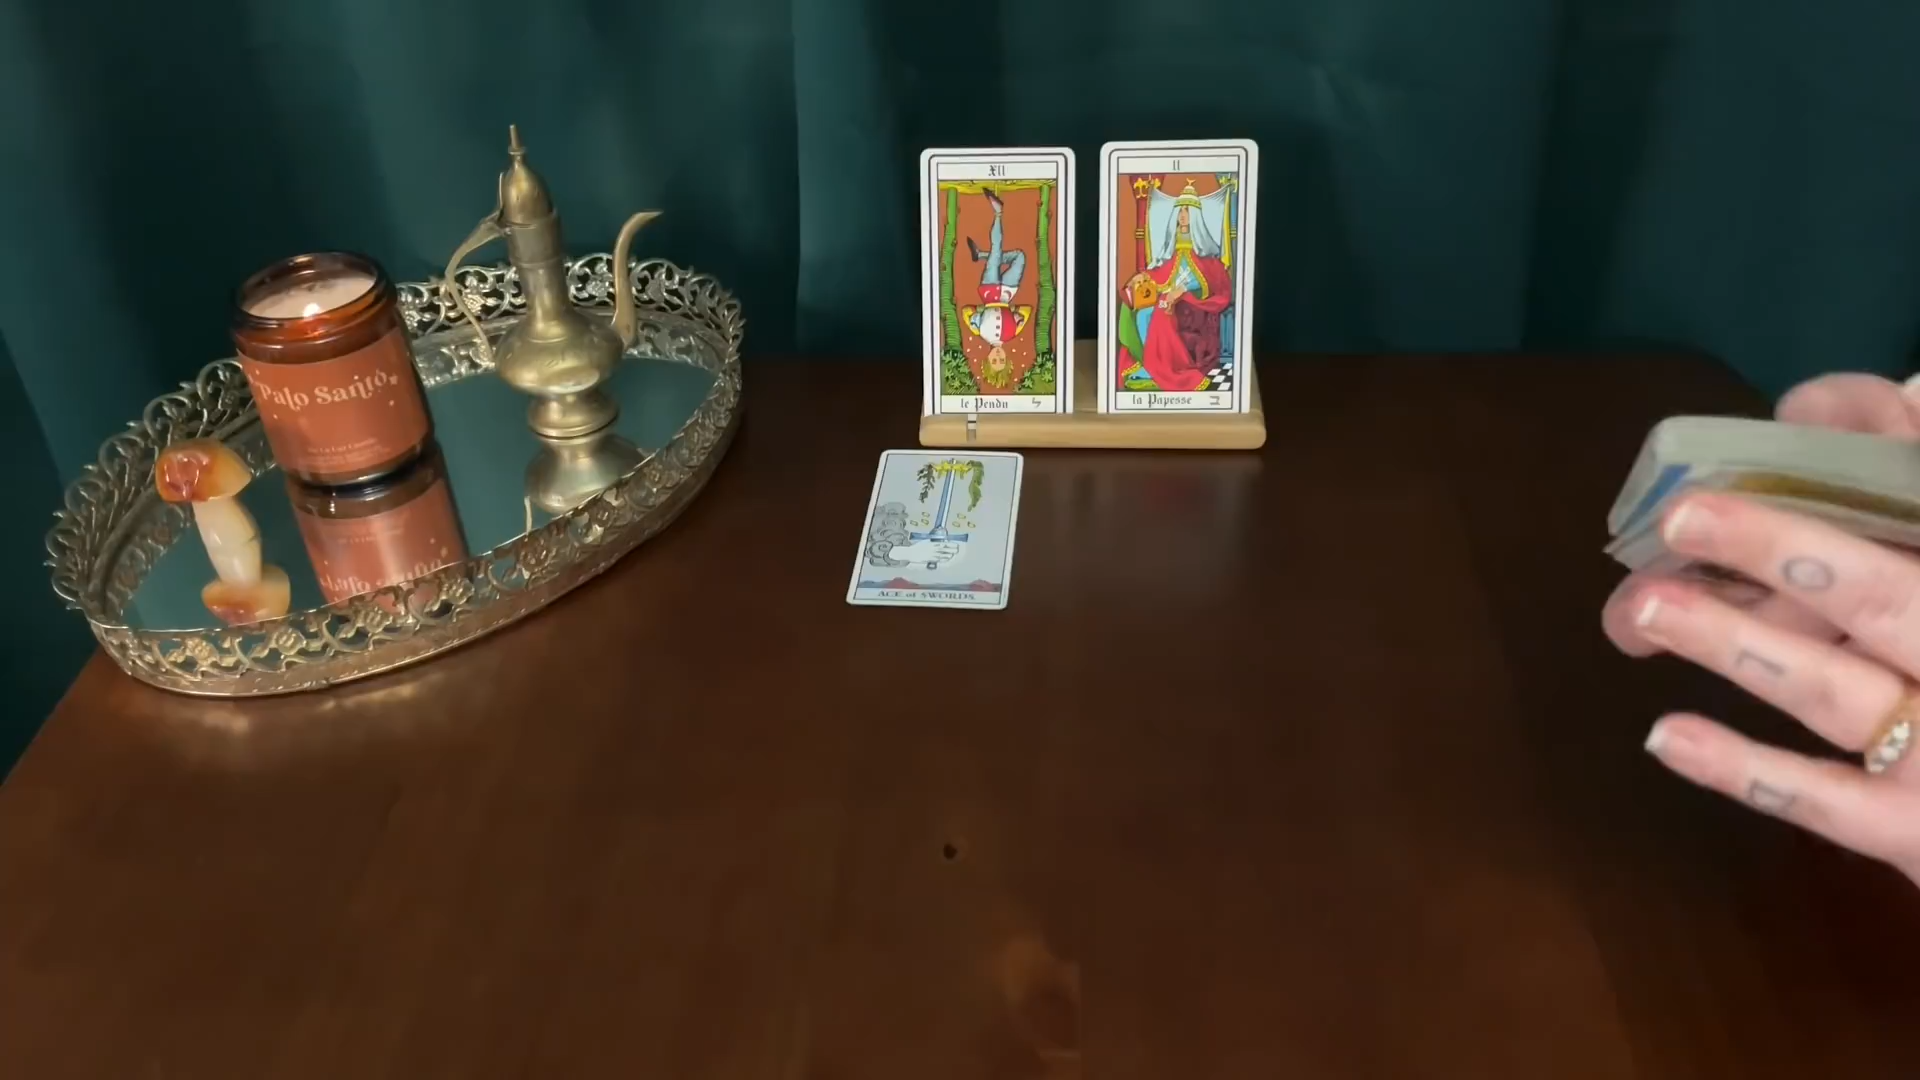 Palo Santo
XII
le Pendu ל
II
la Papesse ב
ACE of SWORDS.